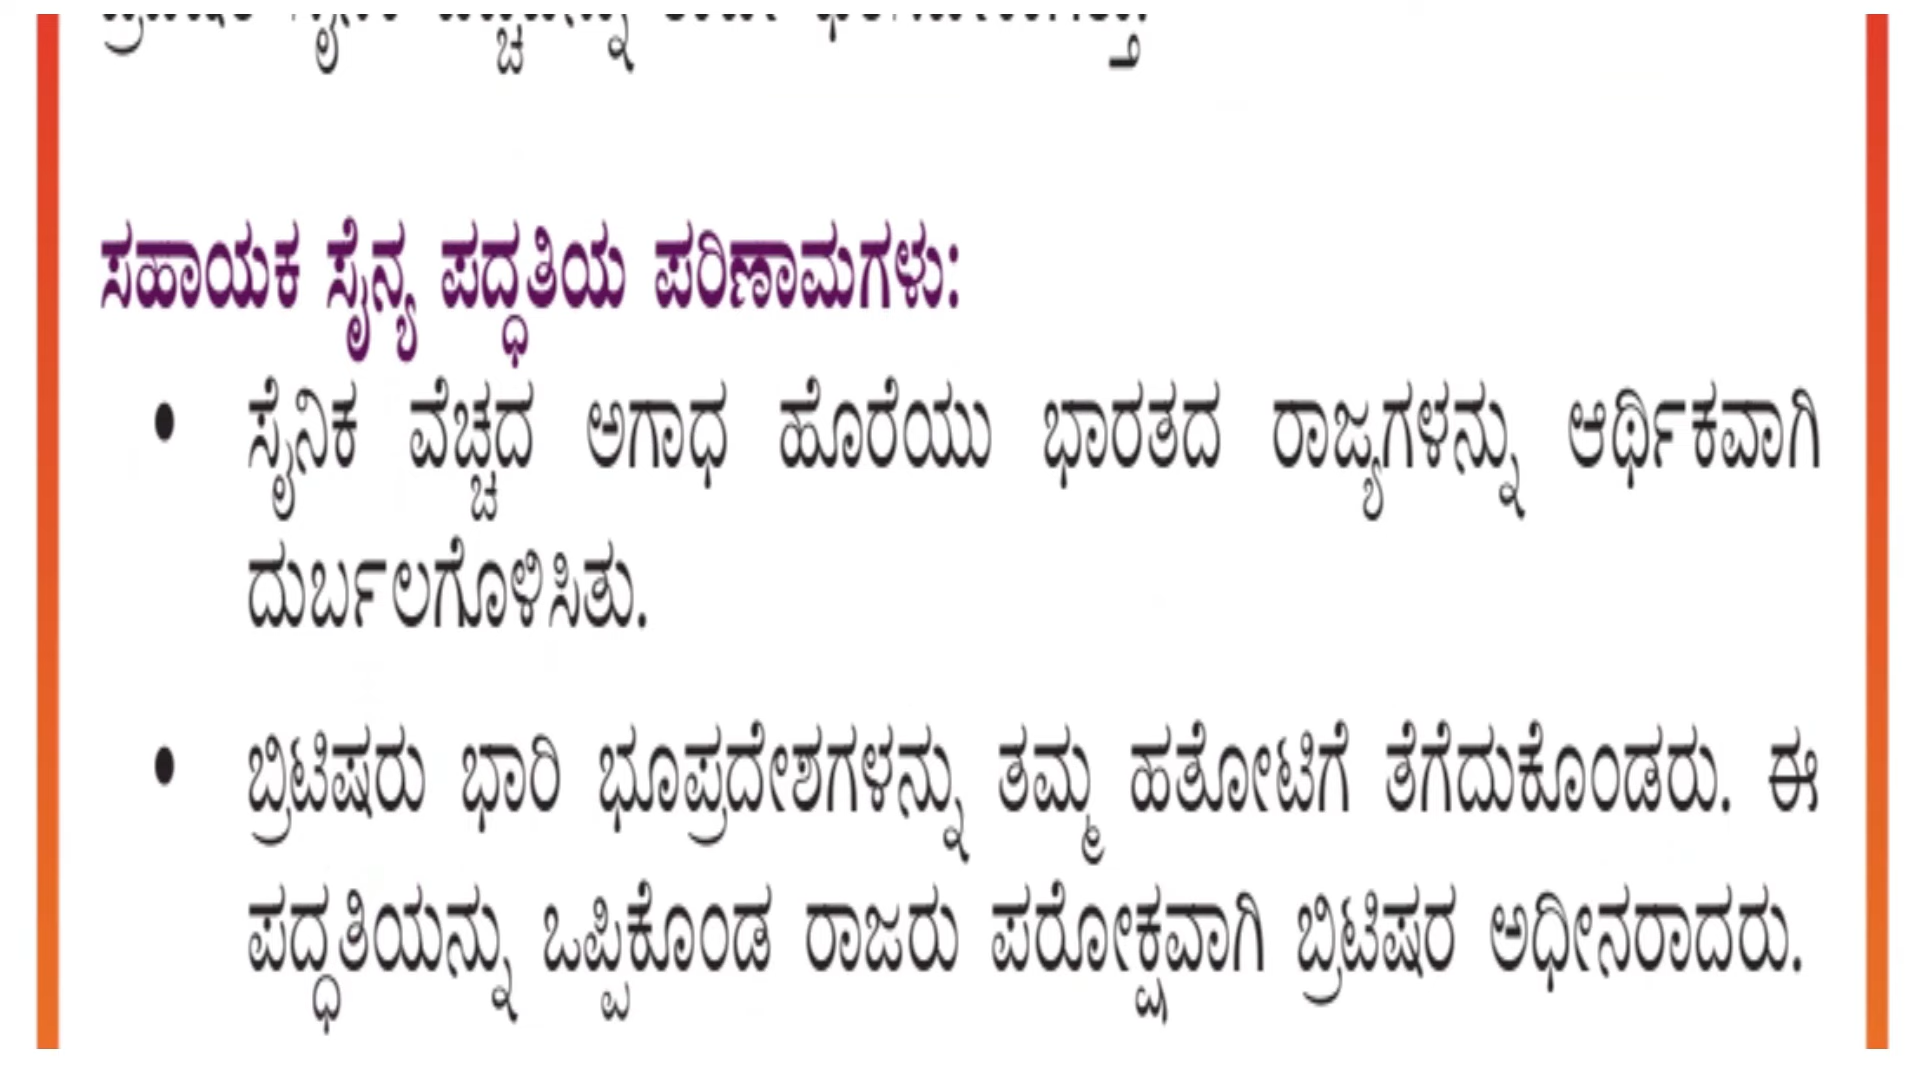 ಸಹಾಯಕ ಸೈನ್ಯ ಪದ್ಧತಿಯ ಪರಿಣಾಮಗಳು:
• ಸೈನಿಕ ವೆಚ್ಚದ ಅಗಾಧ ಹೊರೆಯು ಭಾರತದ ರಾಜ್ಯಗಳನ್ನು ಆರ್ಥಿಕವಾಗಿ
ದುರ್ಬಲಗೊಳಿಸಿತು.
• ಬ್ರಿಟಿಷರು ಭಾರಿ ಭೂಪ್ರದೇಶಗಳನ್ನು ತಮ್ಮ ಹತೋಟಿಗೆ ತೆಗೆದುಕೊಂಡರು. ಈ
ಪದ್ಧತಿಯನ್ನು ಒಪ್ಪಿಕೊಂಡ ರಾಜರು ಪರೋಕ್ಷವಾಗಿ ಬ್ರಿಟಿಷರ ಅಧೀನರಾದರು.